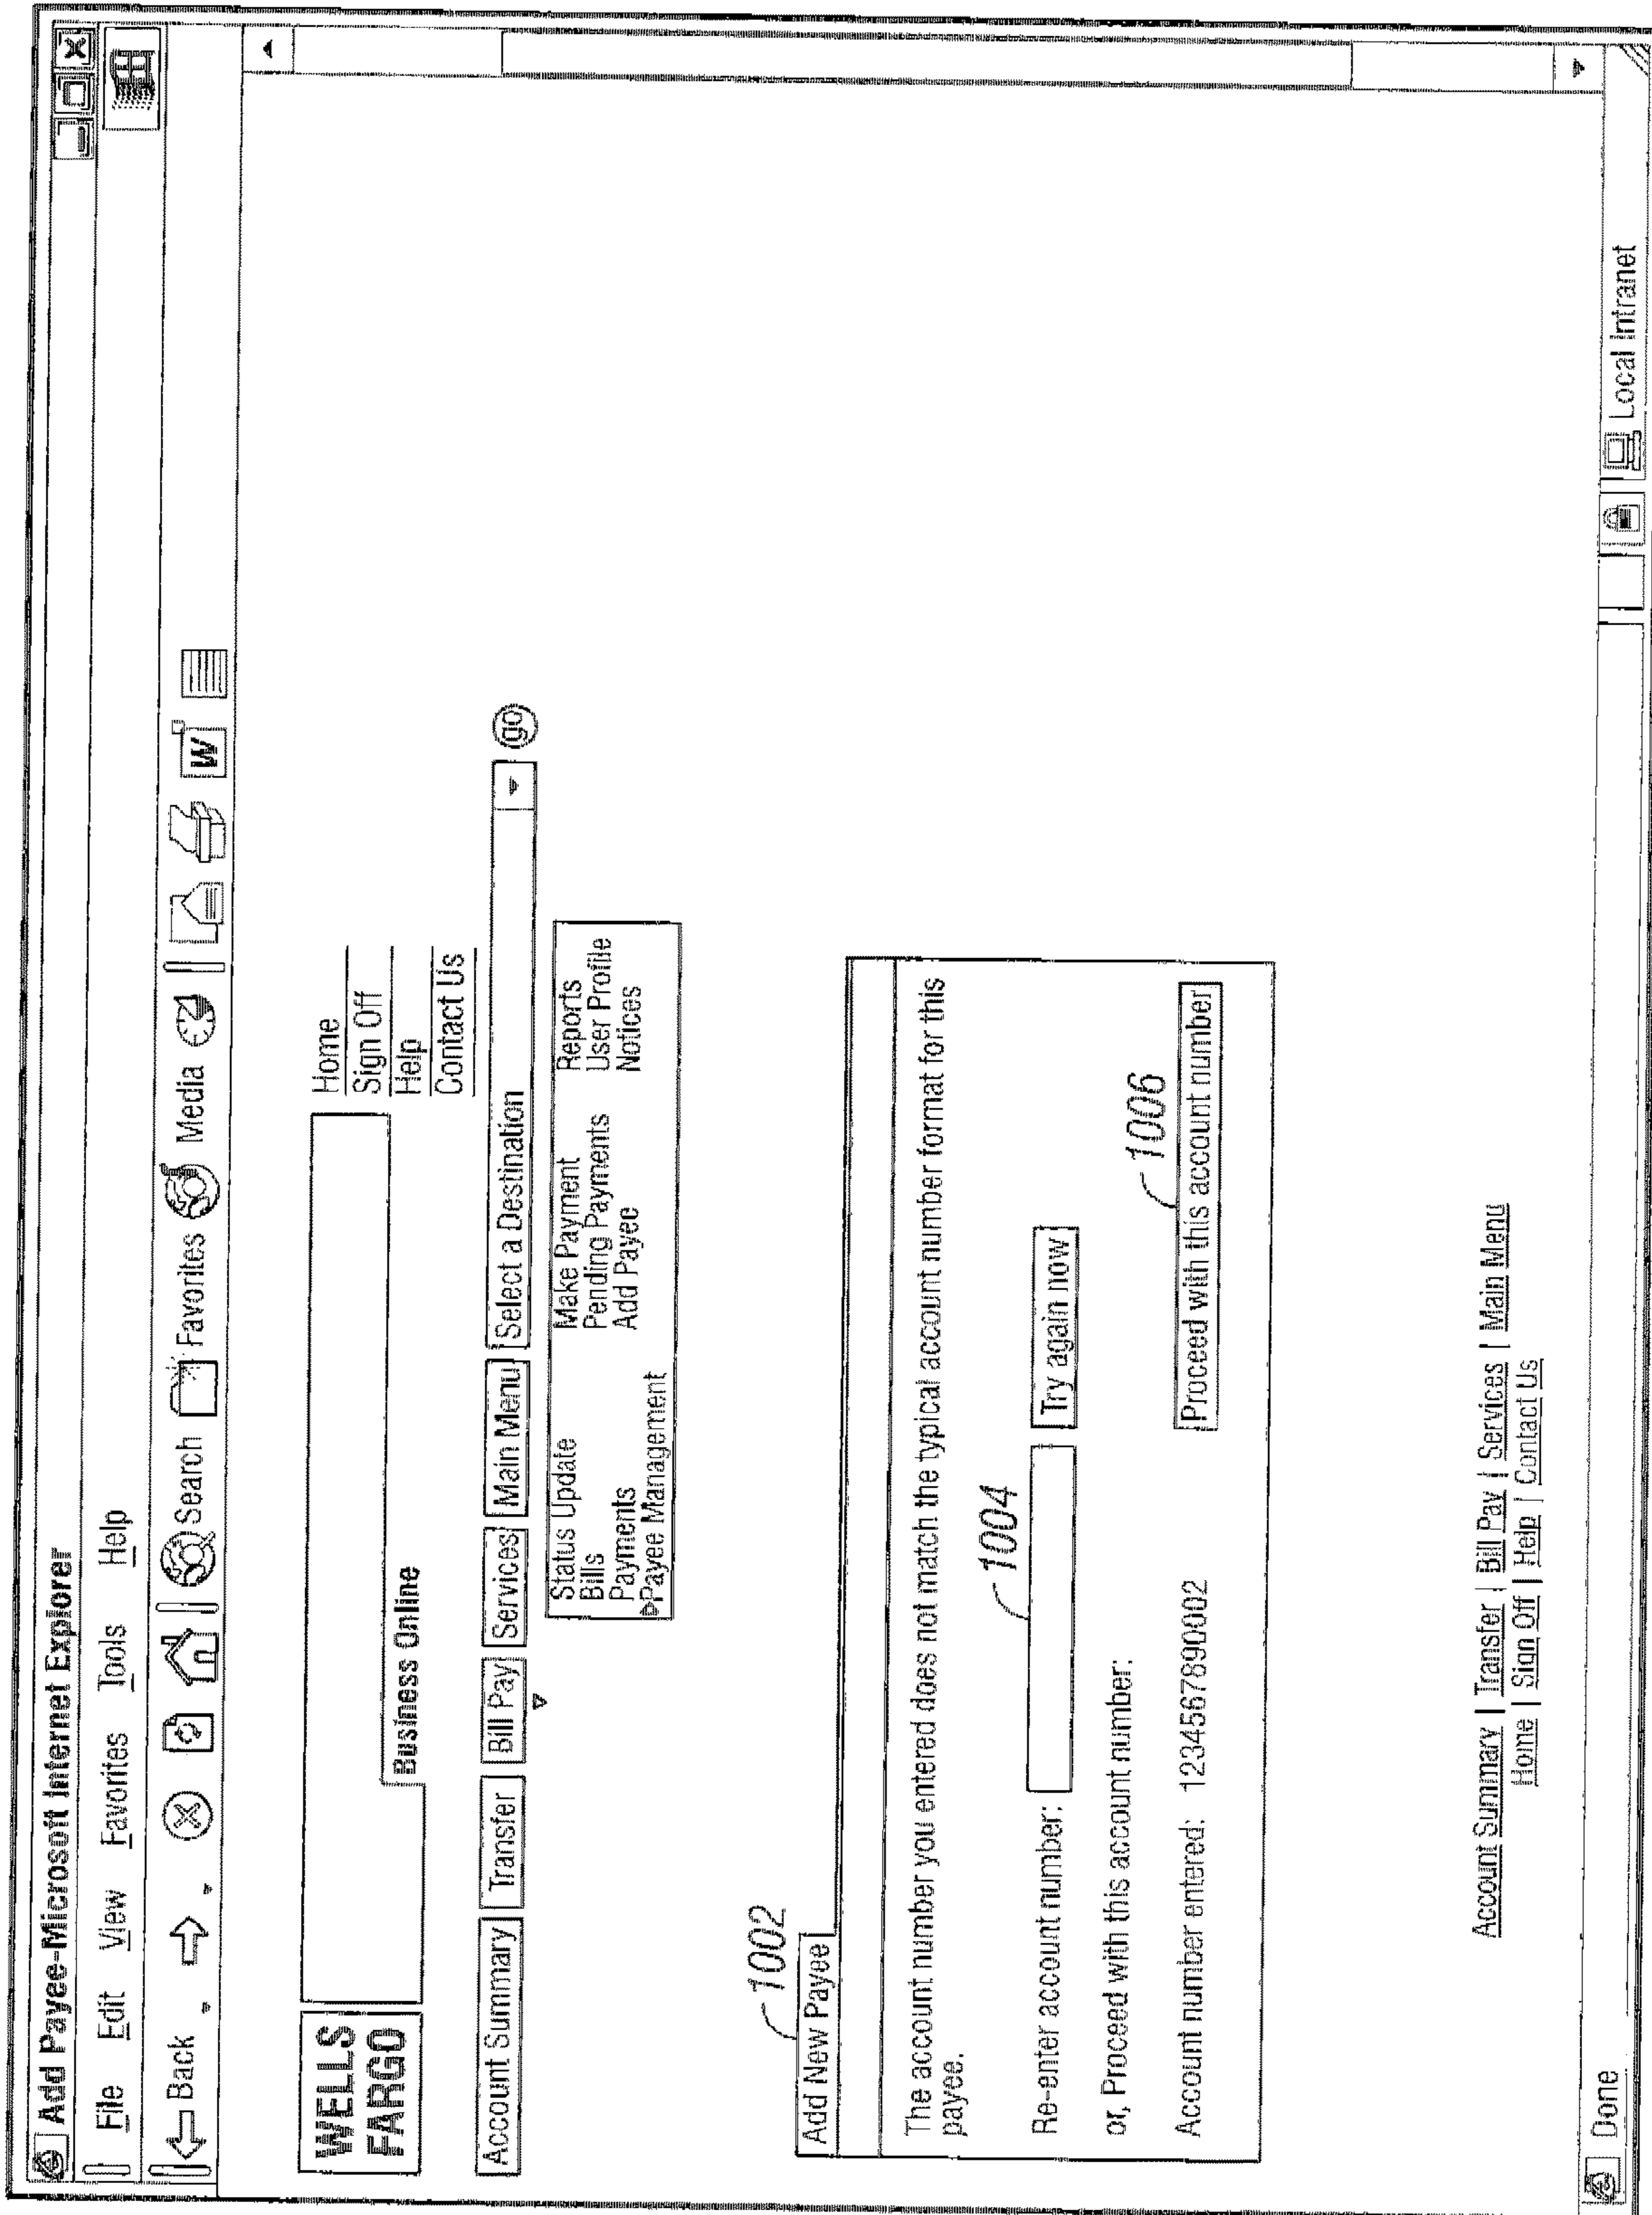 Add Payee-Microsoft Internet Explorer
File Edit View Favorites Tools Help
Back Search Favorites Media W
WELLS
FARGO
Business Online
Home
Sign Off
Help
Contact Us
Account Summary Transfer Bill Pay Services Main Menu Select a Destination go
Status Update Make Payment Reports
Bills Pending Payments User Profile
Payments Add Payee Notices
Payee Management
1002
Add New Payee
The account number you entered does not match the typical account number format for this
payee.
1004
Re-enter account number: Try again now
or, Proceed with this account number:
1006
Account number entered: 1234567890002 Proceed with this account number
Account Summary | Transfer | Bill Pay | Services | Main Menu
Home | Sign Off | Help | Contact Us
Done Local intranet